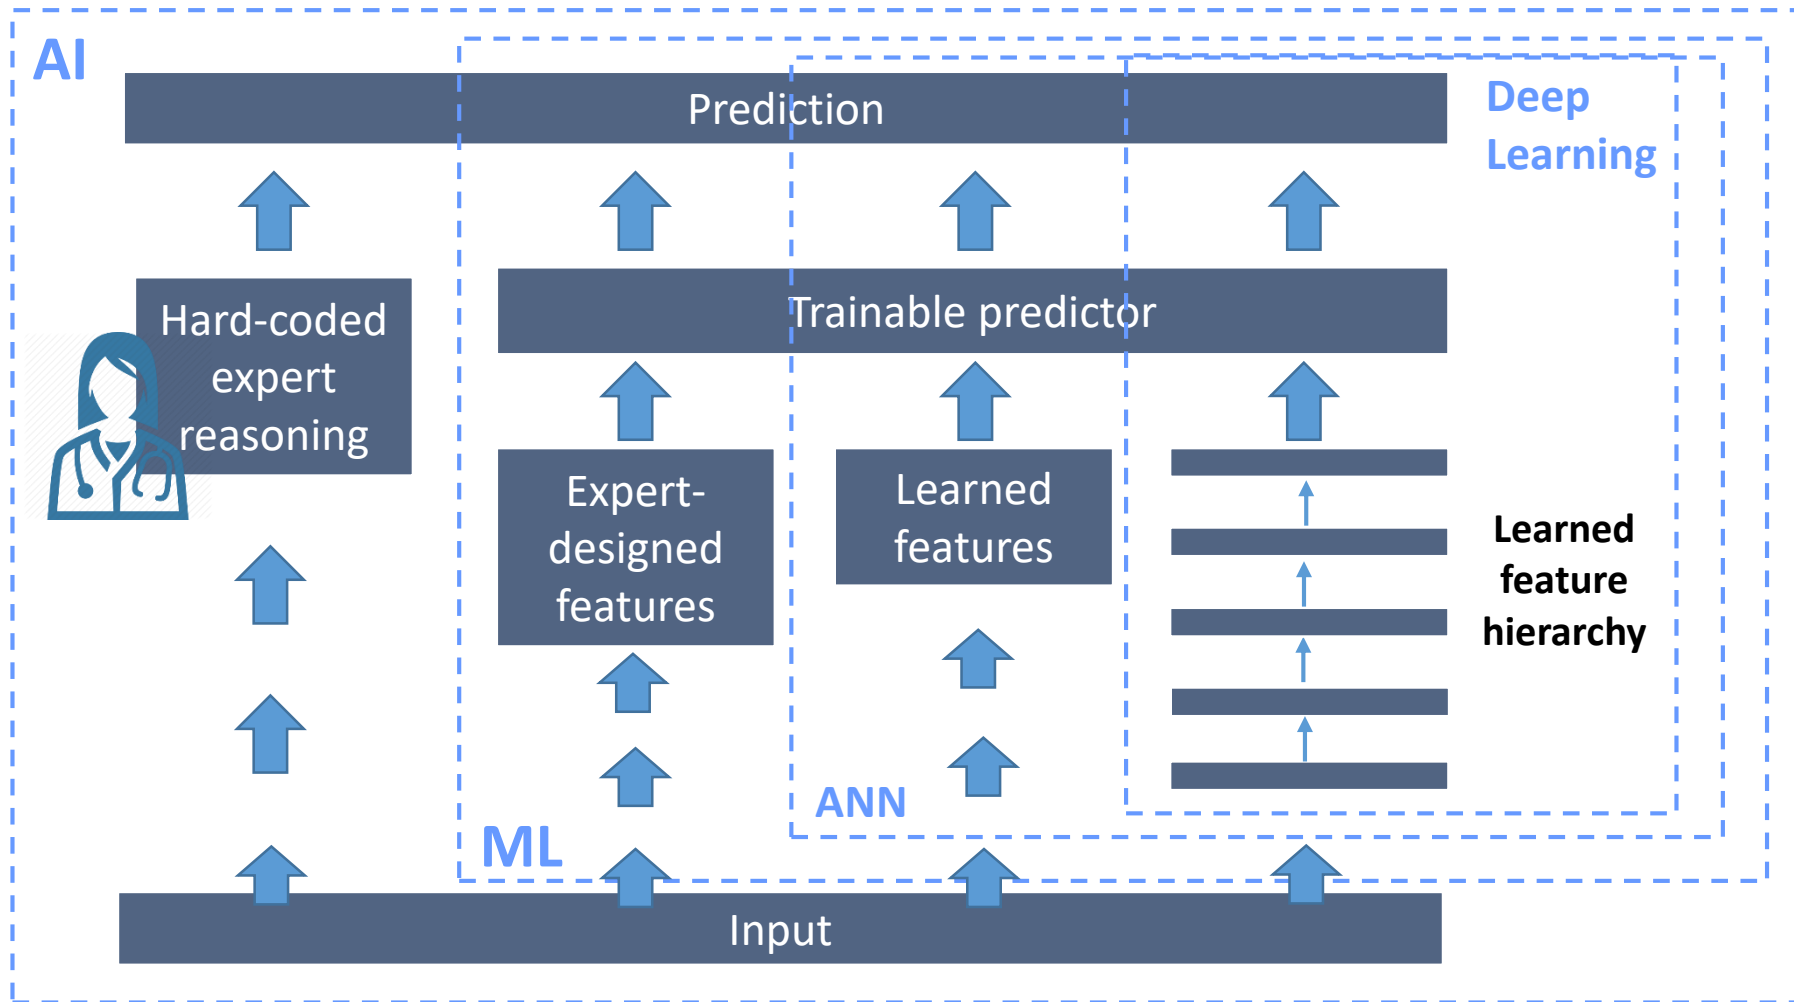 AI
Prediction
Deep
Learning
Hard-coded
expert
reasoning
Trainable predictor
Expert-
designed
features
Learned
features
Learned
feature
hierarchy
ANN
ML
Input